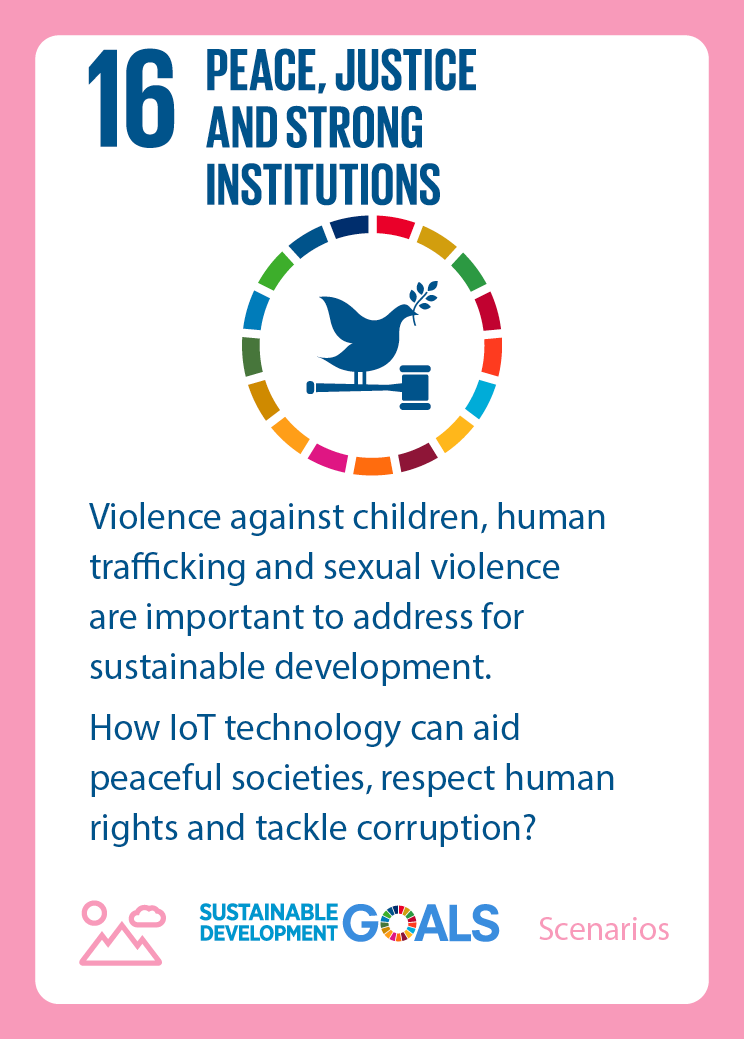 16
PEACE, JUSTICE
AND STRONG
INSTITUTIONS
Violence against children, human
trafficking and sexual violence
are important to address for
sustainable development.
How IoT technology can aid
peaceful societies, respect human
rights and tackle corruption?
SUSTAINABLE
DEVELOPMENT
GOALS
Scenarios